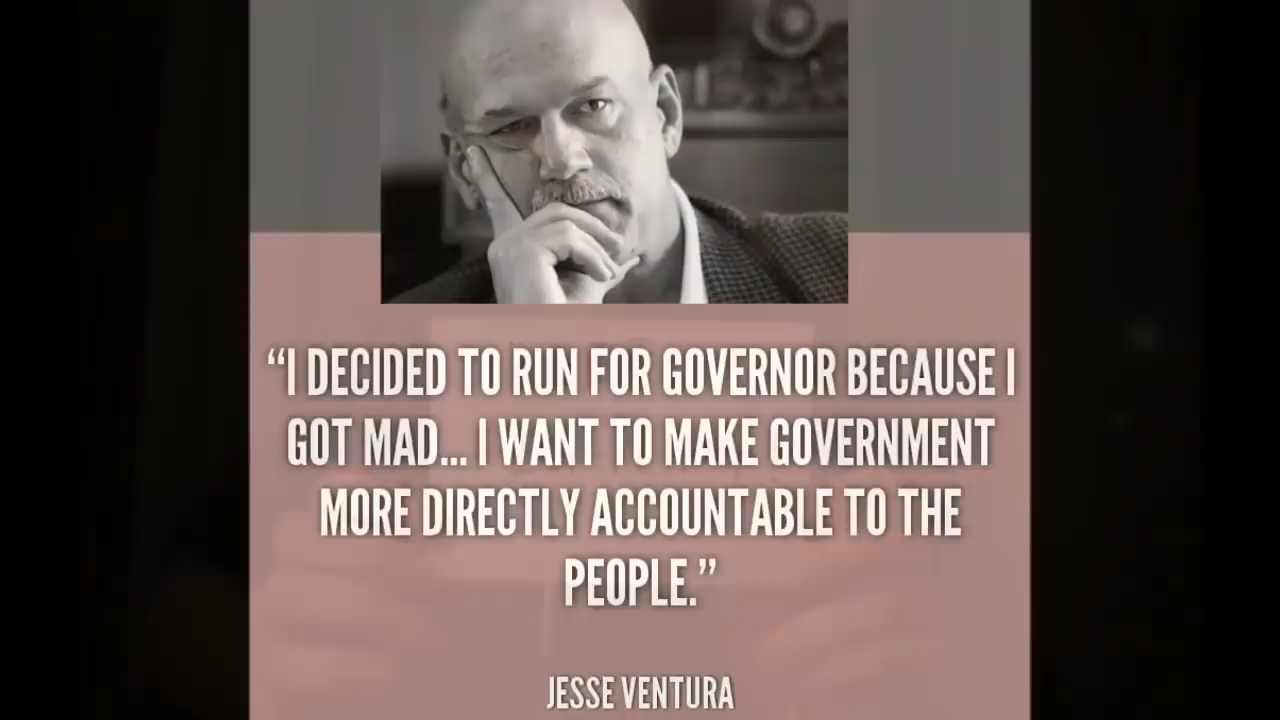 “I DECIDED TO RUN FOR GOVERNOR BECAUSE I
GOT MAD... I WANT TO MAKE GOVERNMENT
MORE DIRECTLY ACCOUNTABLE TO THE
PEOPLE.”
JESSE VENTURA